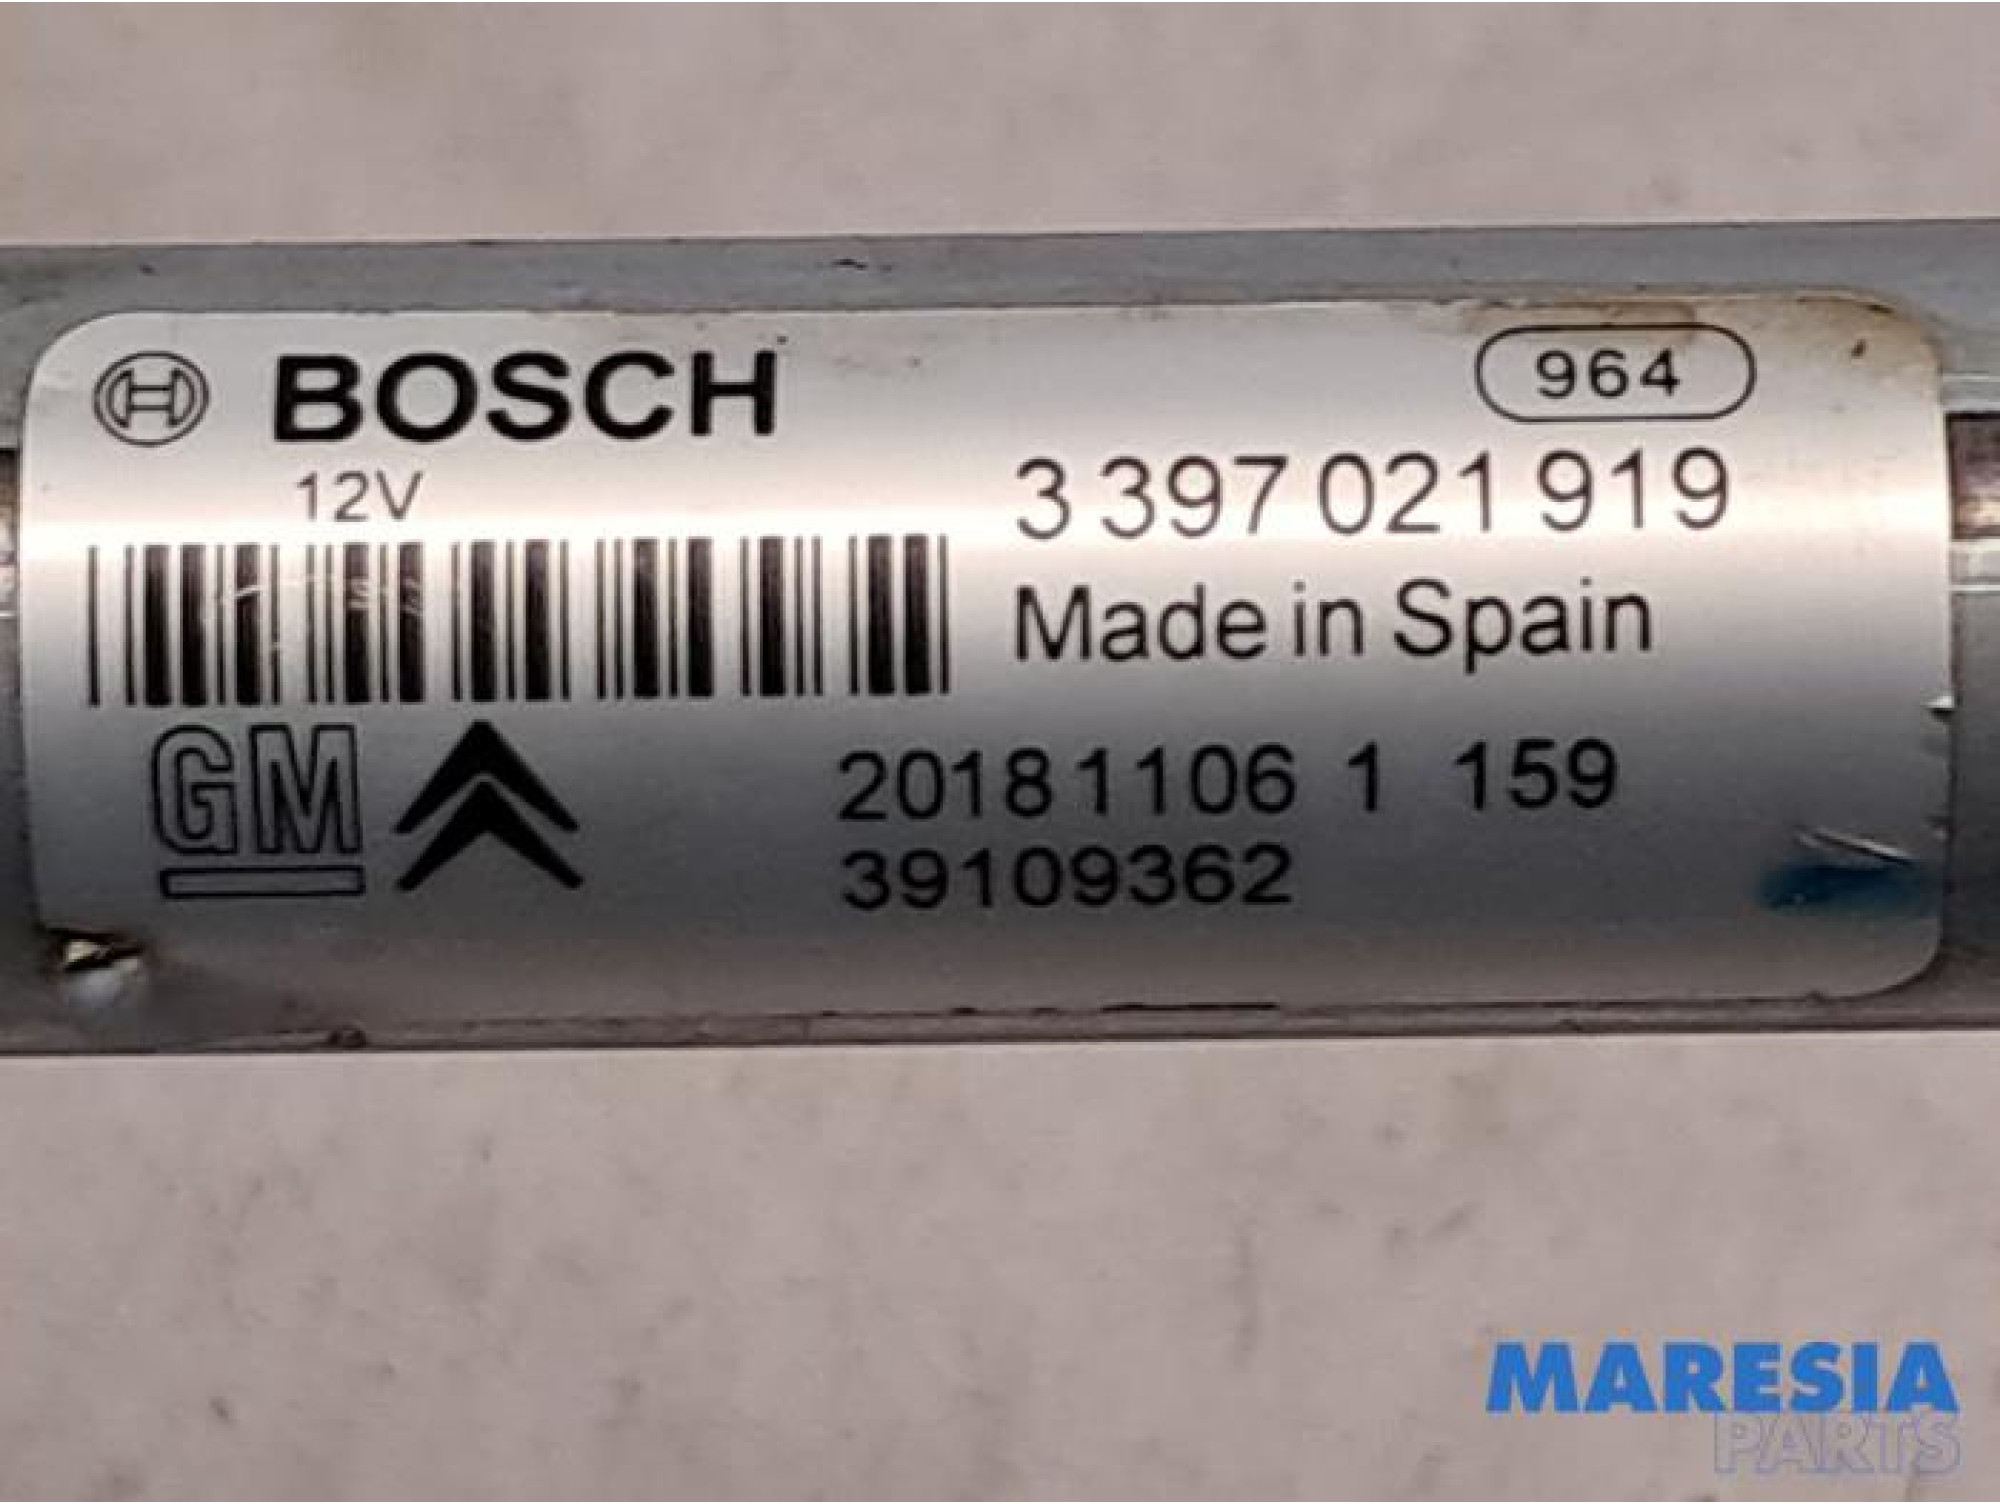 BOSCH
964
12V
3 397 021 919
Made in Spain
GM
20181106 1 159
39109362
MARESIA
PARTS